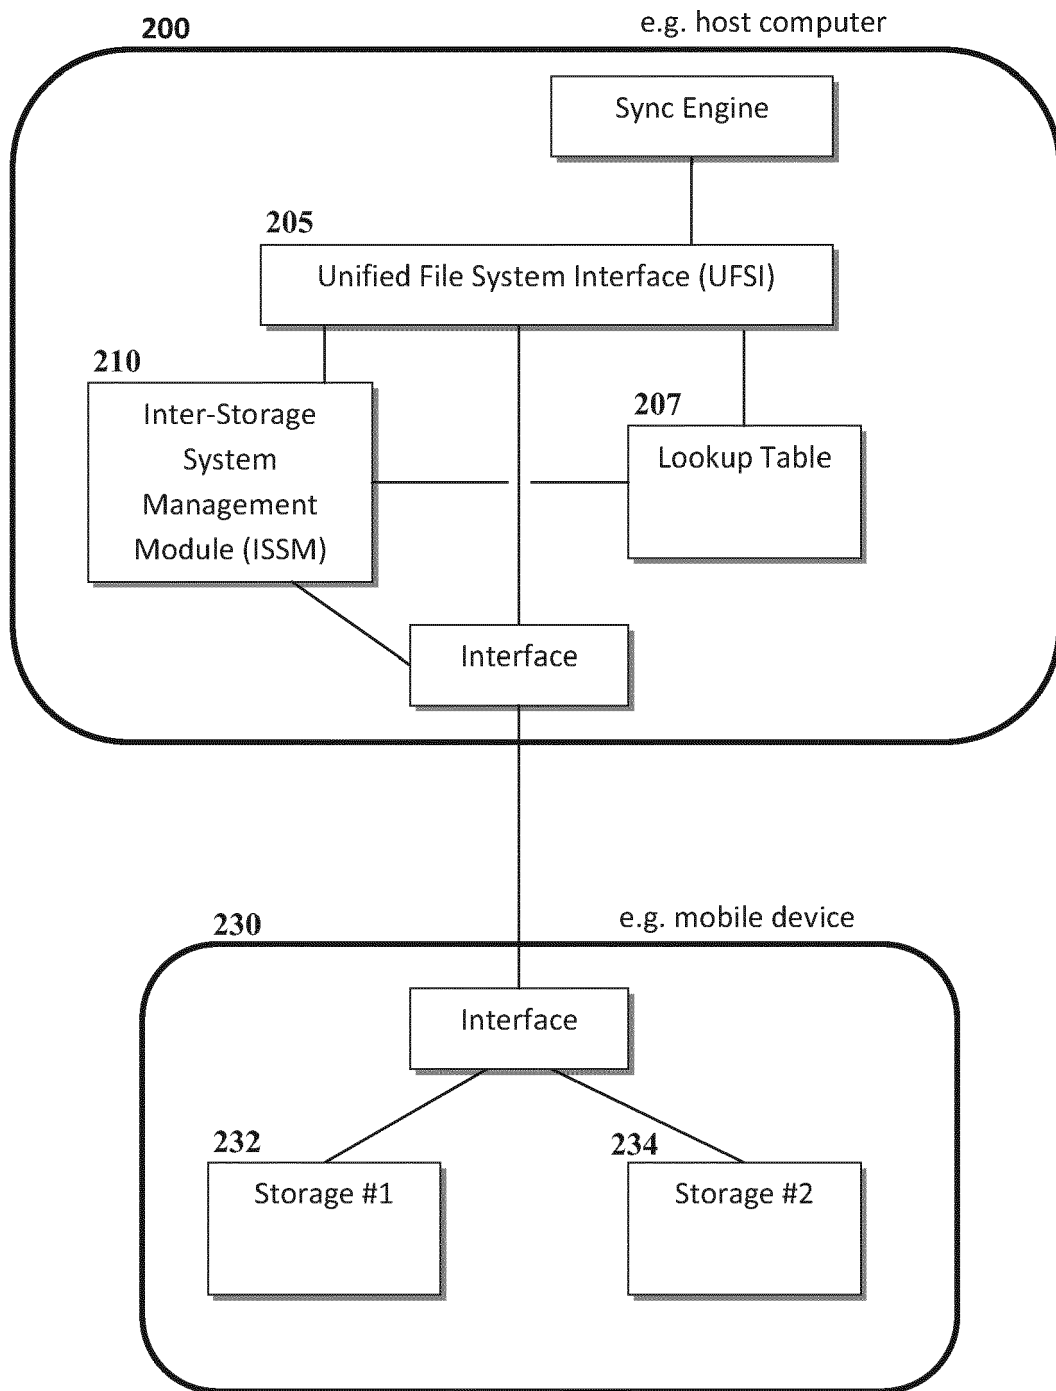 200
e.g. host computer
Sync Engine
205
Unified File System Interface (UFSI)
210
Inter-Storage
System
Management
Module (ISSM)
207
Lookup Table
Interface
230
e.g. mobile device
Interface
232
Storage #1
234
Storage #2